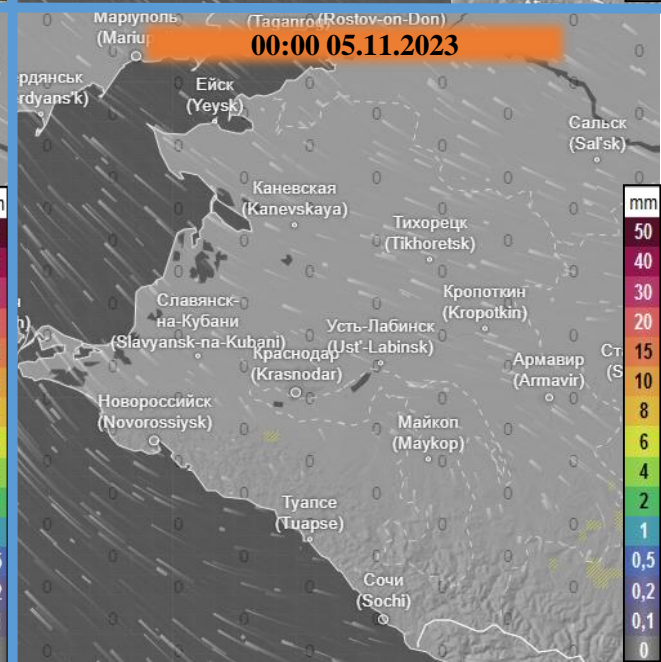 Маріуполь
(Mariup
(Taganrog)
(Rostov-on-Don)
00:00 05.11.2023
рдянськ
rdyans'k)
Ейск
(Yeysk)
Сальск
(Sal'sk)
Каневская
(Kanevskaya)
Тихорецк
(Tikhoretsk)
Кропоткин
(Kropotkin)
Славянск-
на-Кубани
(Slavyansk-na-Kubani)
Усть-Лабинск
(Ust'-Labinsk)
Краснодар
(Krasnodar)
Армавир
(Armavir)
Ст
(S
Новороссийск
(Novorossiysk)
Майкоп
(Maykop)
Туапсе
(Tuapse)
Сочи
(Sochi)
mm
50
40
30
20
15
10
8
6
4
2
1
0,5
0,2
0,1
0